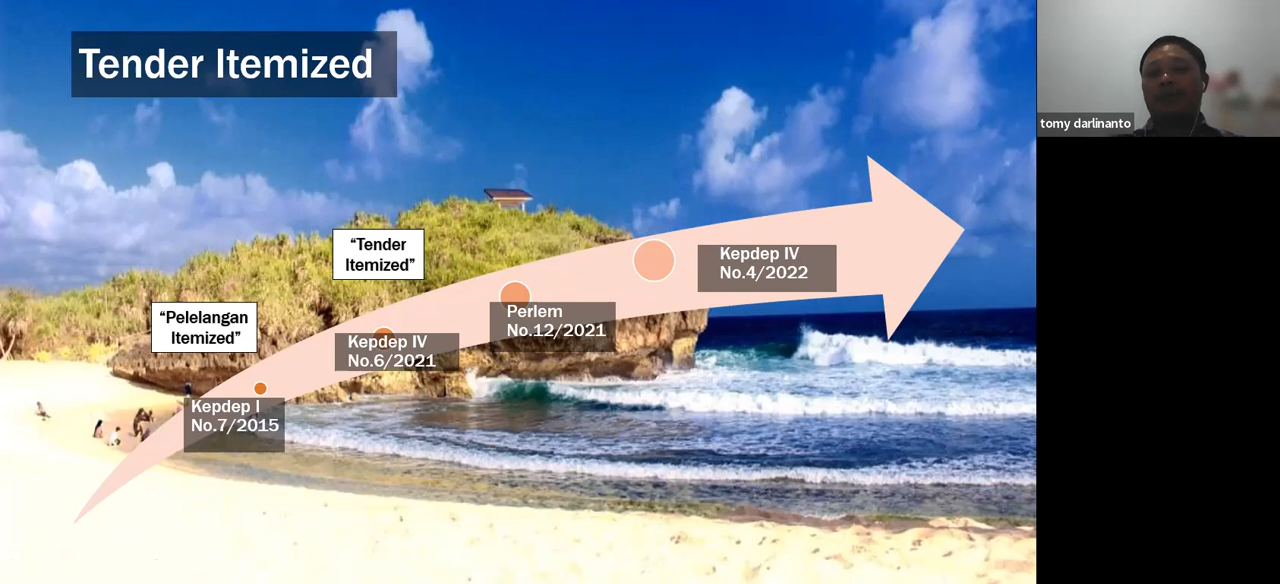 Tender Itemized
tomy darlinanto
“Tender
Itemized”
Kepdep IV
No.4/2022
“Pelelangan
Itemized”
Perlem
No.12/2021
Kepdep IV
No.6/2021
Kepdep I
No.7/2015